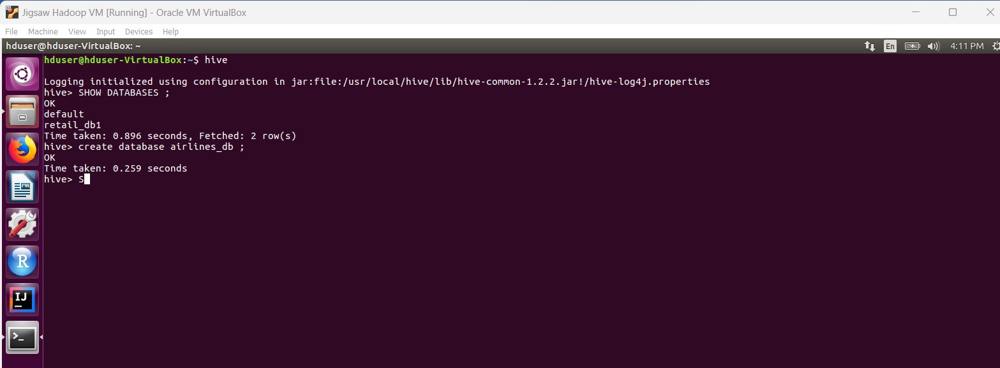 Jigsaw Hadoop VM [Running] - Oracle VM VirtualBox
File Machine View Input Devices Help
hduser@hduser-VirtualBox: ~ En 4:11 PM
hduser@hduser-VirtualBox:~$ hive
Logging initialized using configuration in jar:file:/usr/local/hive/lib/hive-common-1.2.2.jar!/hive-log4j.properties
hive> SHOW DATABASES ;
OK
default
retail_db1
Time taken: 0.896 seconds, Fetched: 2 row(s)
hive> create database airlines_db ;
OK
Time taken: 0.259 seconds
hive> S
R
IJ
>_